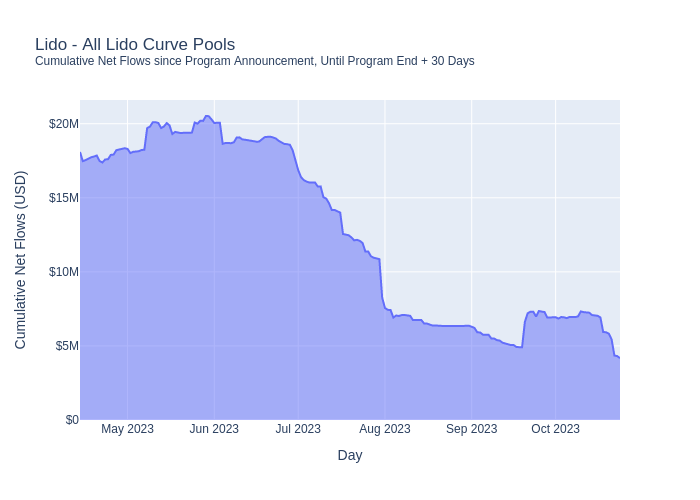 Lido - All Lido Curve Pools
Cumulative Net Flows since Program Announcement, Until Program End + 30 Days
Cumulative Net Flows (USD)
$20M
$15M
$10M
$5M
$0
May 2023
Jun 2023
Jul 2023
Aug 2023
Sep 2023
Oct 2023
Day